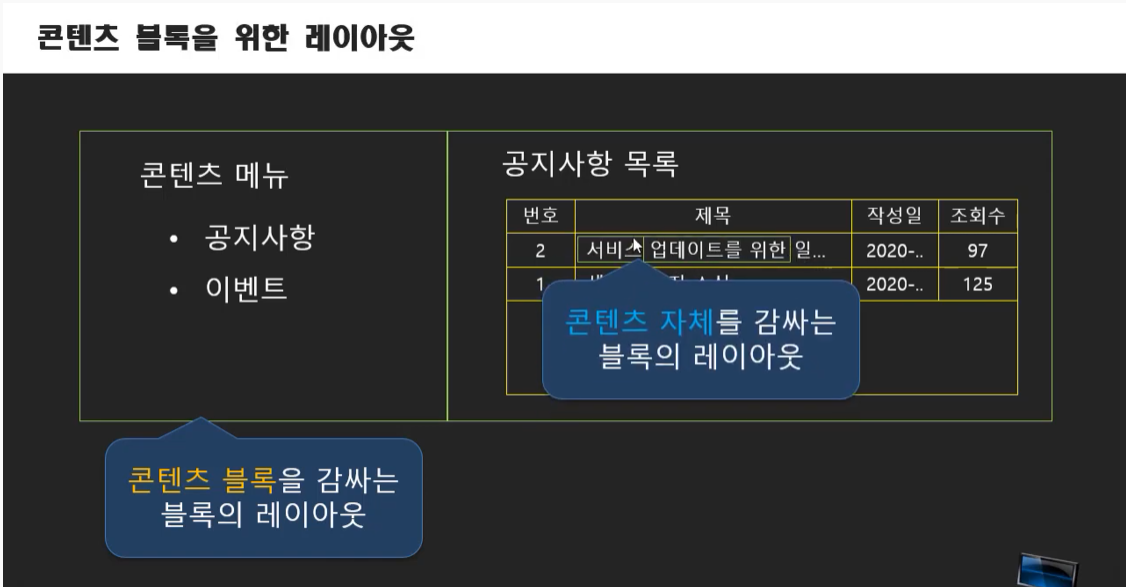 콘텐츠 블록을 위한 레이아웃
콘텐츠 메뉴
• 공지사항
• 이벤트
공지사항 목록
번호 제목 작성일 조회수
2 서비스 업데이트를 위한 일... 2020-.. 97
1 2020-.. 125
콘텐츠 자체를 감싸는
블록의 레이아웃
콘텐츠 블록을 감싸는
블록의 레이아웃